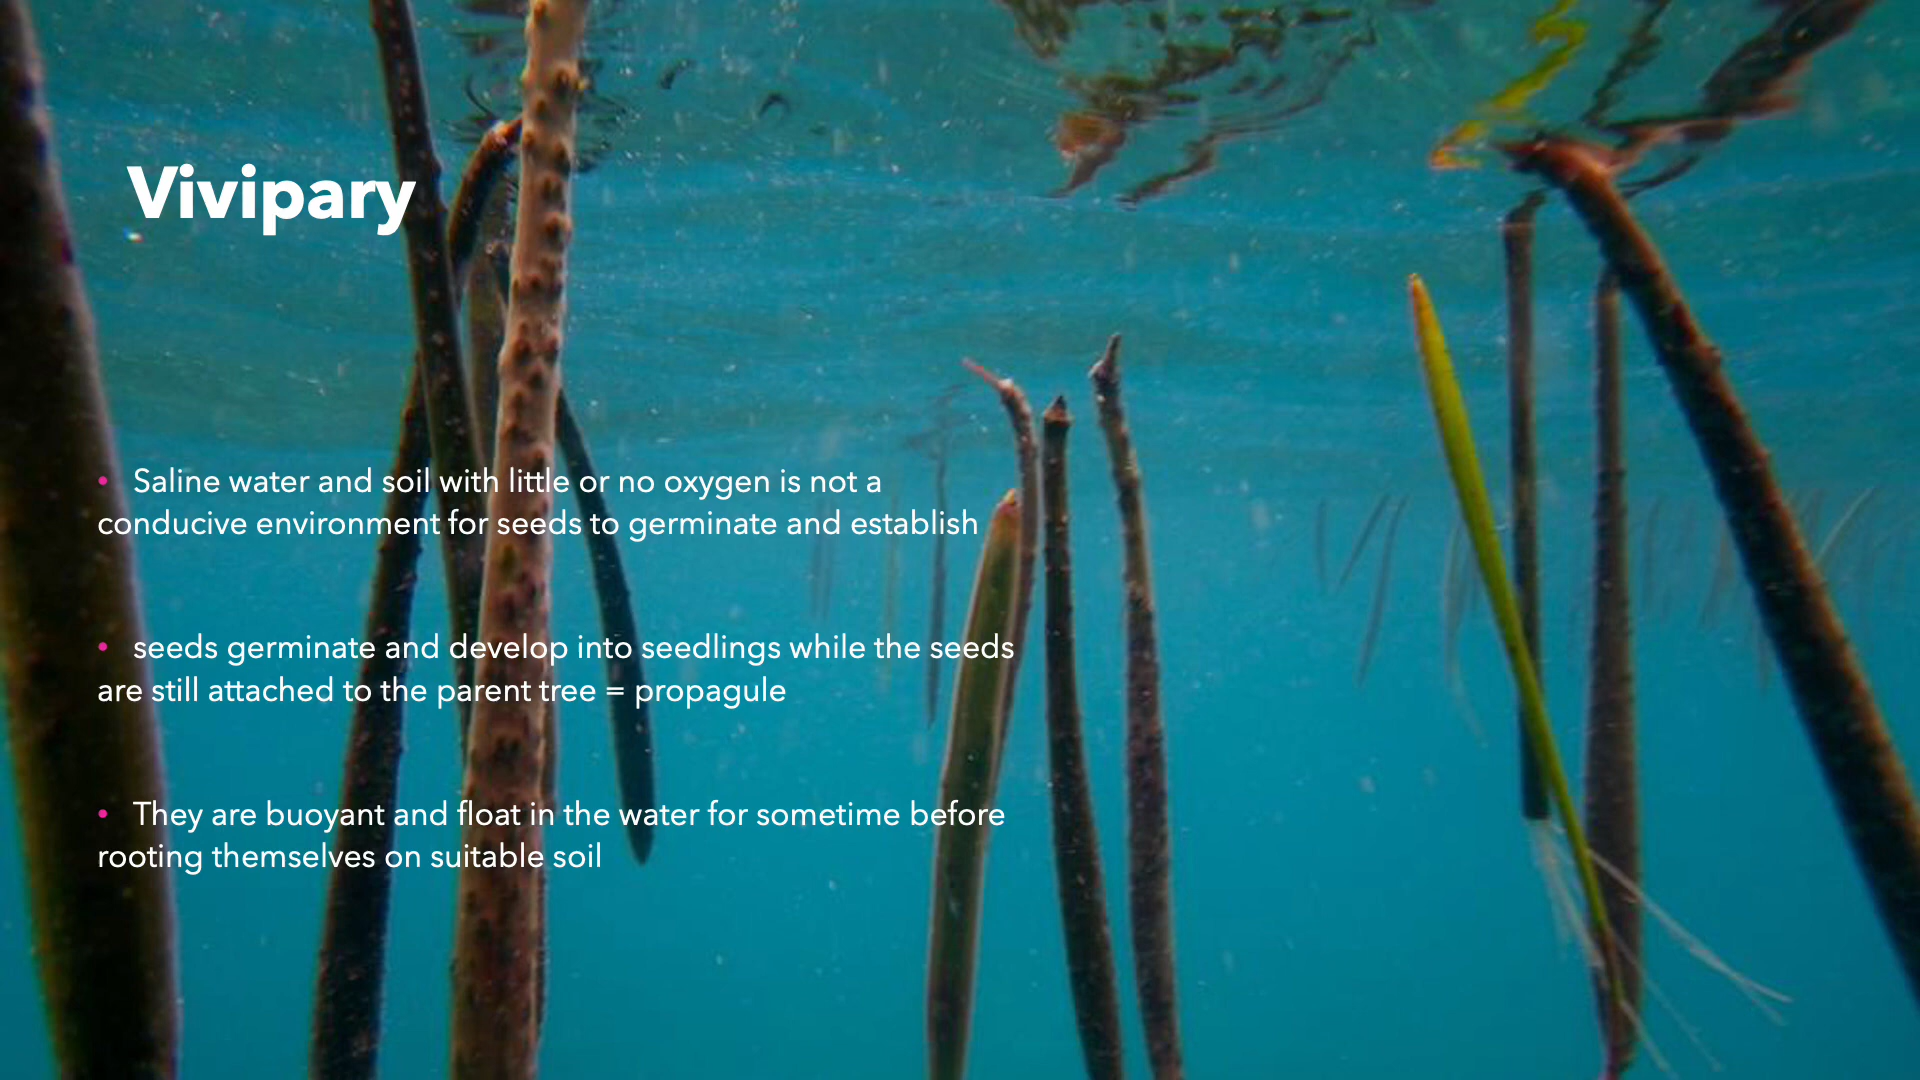 Vivipary
• Saline water and soil with little or no oxygen is not a
conducive environment for seeds to germinate and establish
• seeds germinate and develop into seedlings while the seeds
are still attached to the parent tree = propagule
• They are buoyant and float in the water for sometime before
rooting themselves on suitable soil